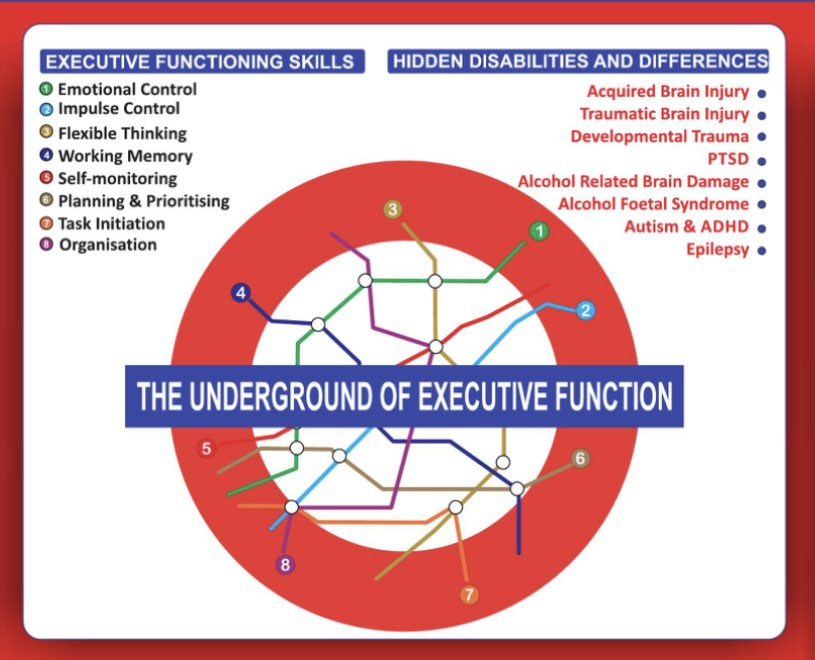 EXECUTIVE FUNCTIONING SKILLS
1 Emotional Control
2 Impulse Control
3 Flexible Thinking
4 Working Memory
5 Self-monitoring
6 Planning & Prioritising
7 Task Initiation
8 Organisation
HIDDEN DISABILITIES AND DIFFERENCES
Acquired Brain Injury
Traumatic Brain Injury
Developmental Trauma
PTSD
Alcohol Related Brain Damage
Alcohol Foetal Syndrome
Autism & ADHD
Epilepsy
3
1
4
2
THE UNDERGROUND OF EXECUTIVE FUNCTION
5
6
8
7